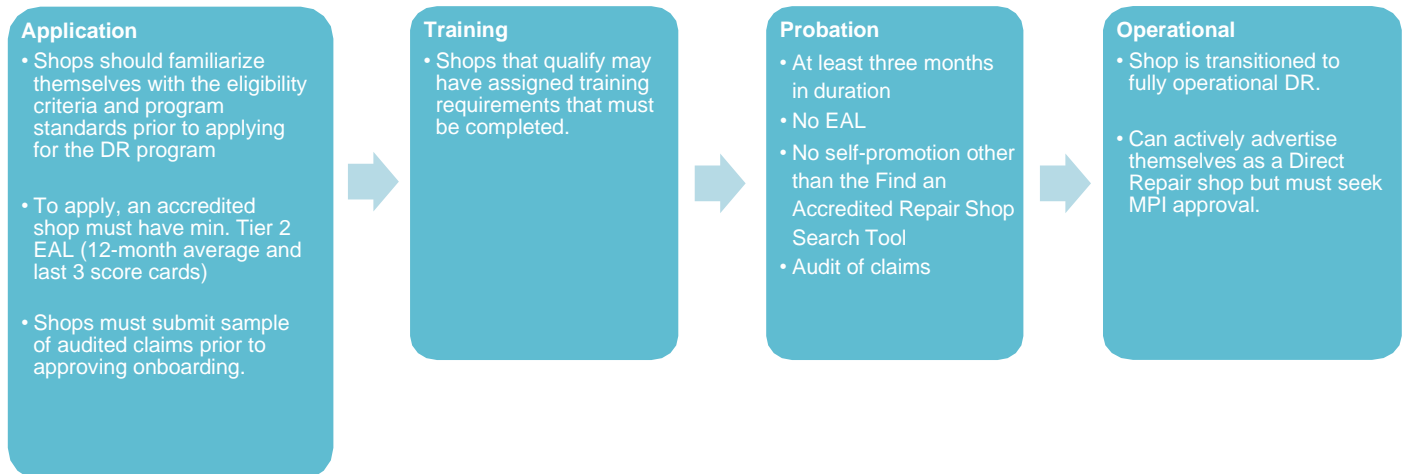 Application
• Shops should familiarize
themselves with the eligibility
criteria and program
standards prior to applying
for the DR program
• To apply, an accredited
shop must have min. Tier 2
EAL (12-month average and
last 3 score cards)
• Shops must submit sample
of audited claims prior to
approving onboarding.
Training
• Shops that qualify may
have assigned training
requirements that must
be completed.
Probation
• At least three months
in duration
• No EAL
• No self-promotion other
than the Find an
Accredited Repair Shop
Search Tool
• Audit of claims
Operational
• Shop is transitioned to
fully operational DR.
• Can actively advertise
themselves as a Direct
Repair shop but must seek
MPI approval.